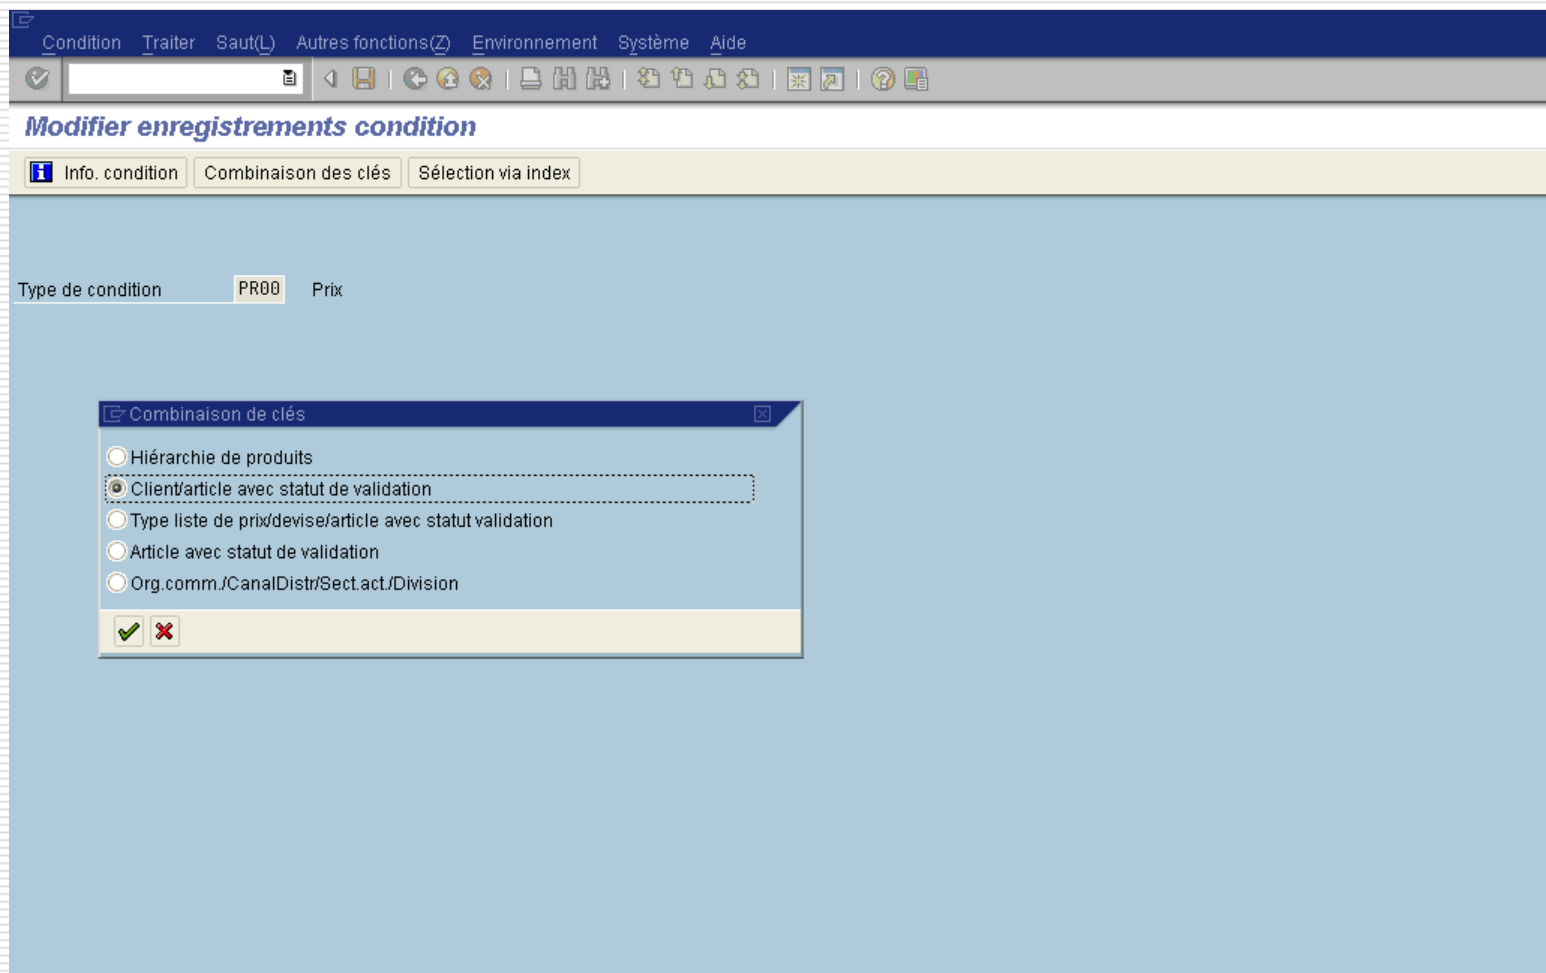 Condition Traiter Saut(L) Autres fonctions(Z) Environnement Système Aide
Modifier enregistrements condition
Info. condition Combinaison des clés Sélection via index
Type de condition PR00 Prix
Combinaison de clés
Hiérarchie de produits
Client/article avec statut de validation
Type liste de prix/devise/article avec statut validation
Article avec statut de validation
Org.comm./CanalDistr/Sect.act./Division